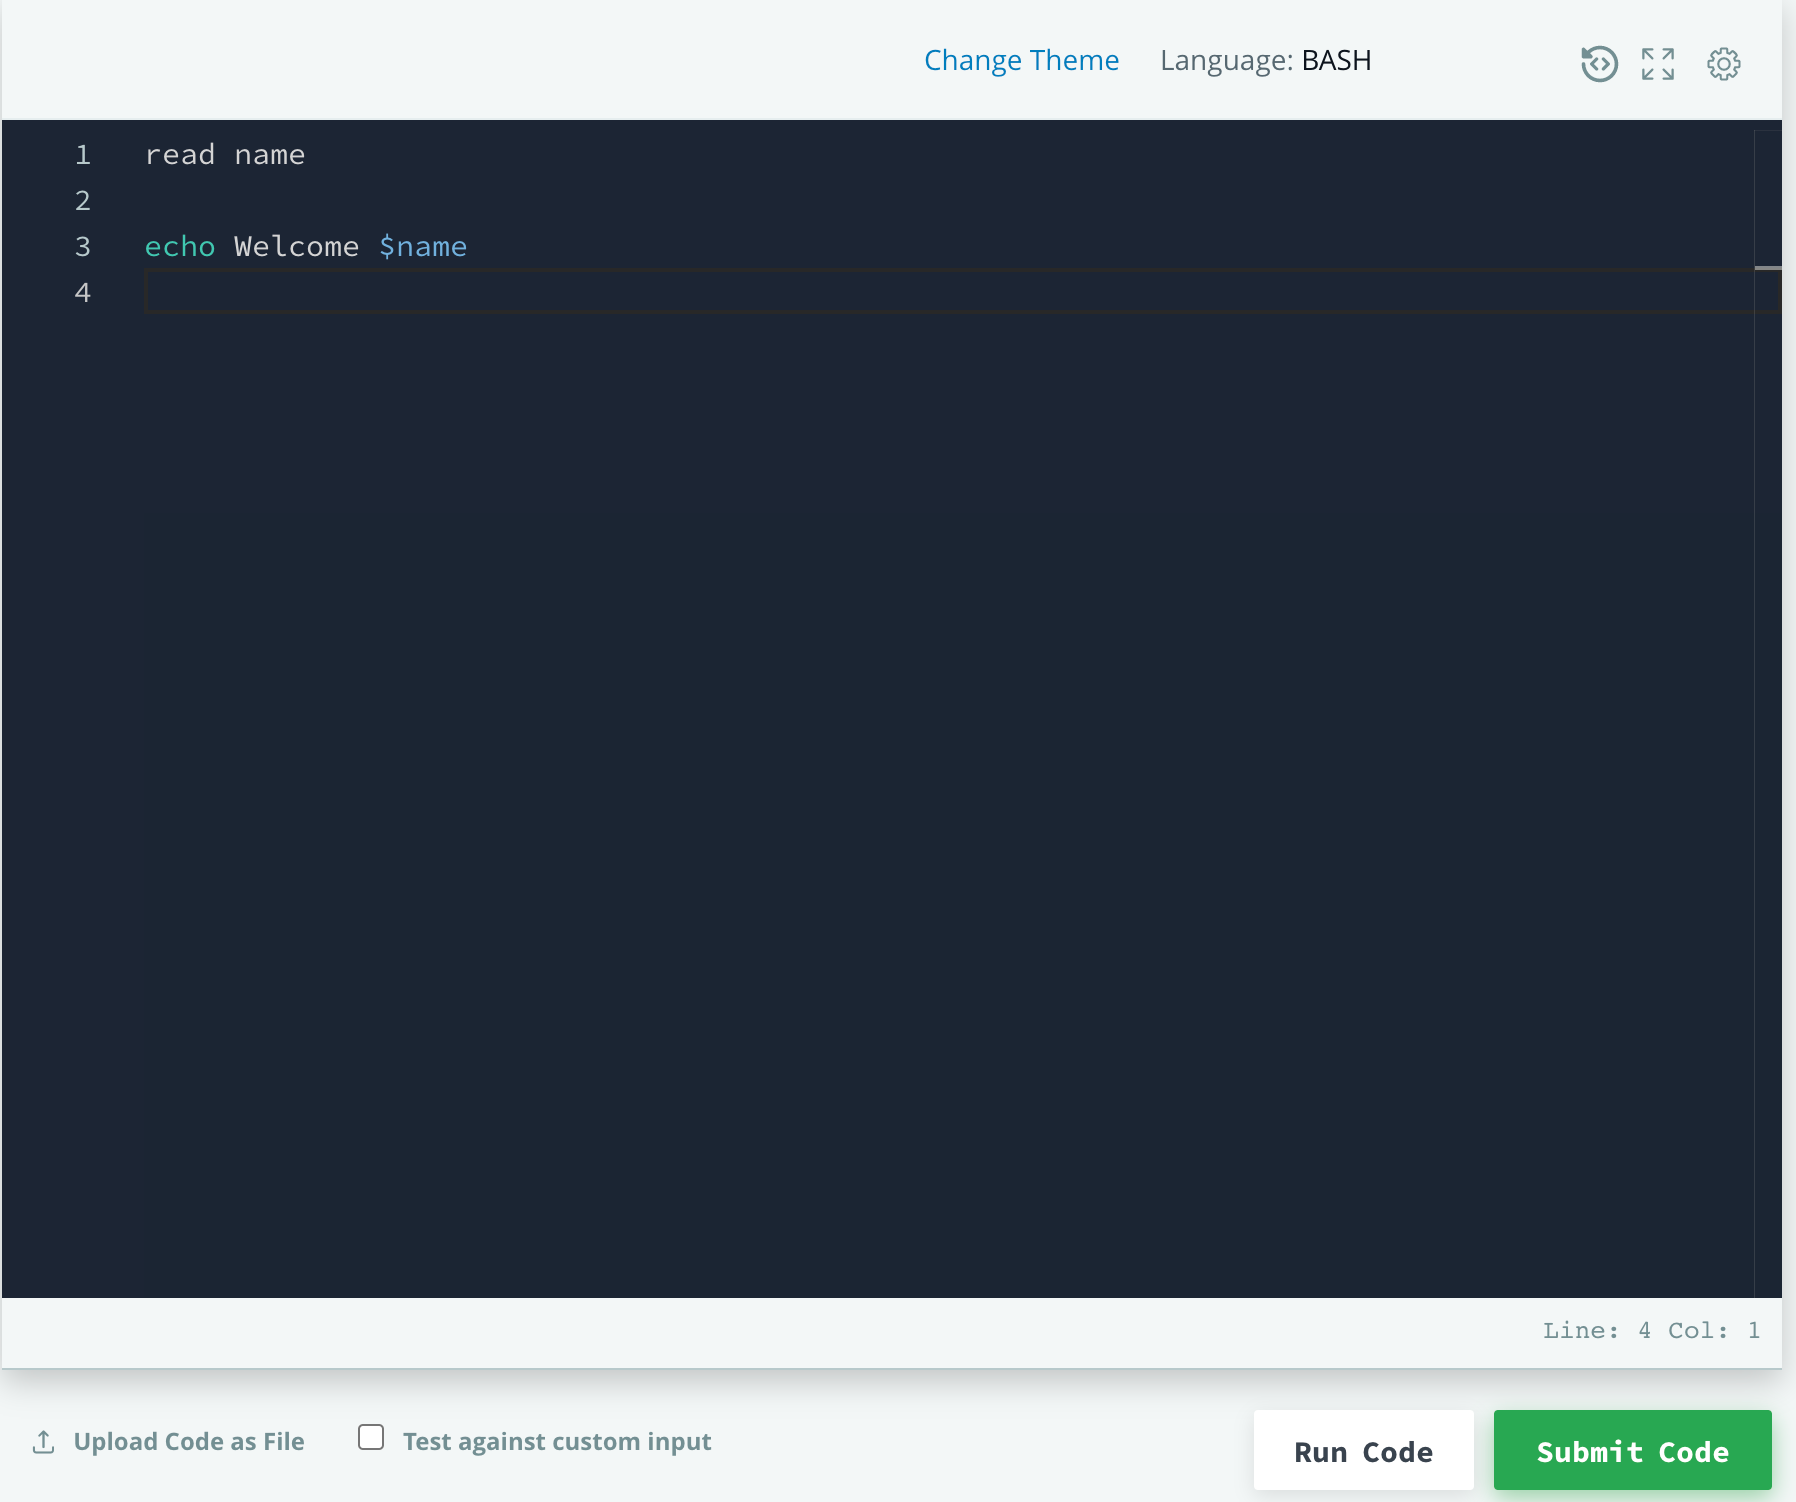 Change Theme Language: BASH
1 read name
2
3 echo Welcome $name
4
Line: 4 Col: 1
Upload Code as File Test against custom input Run Code Submit Code